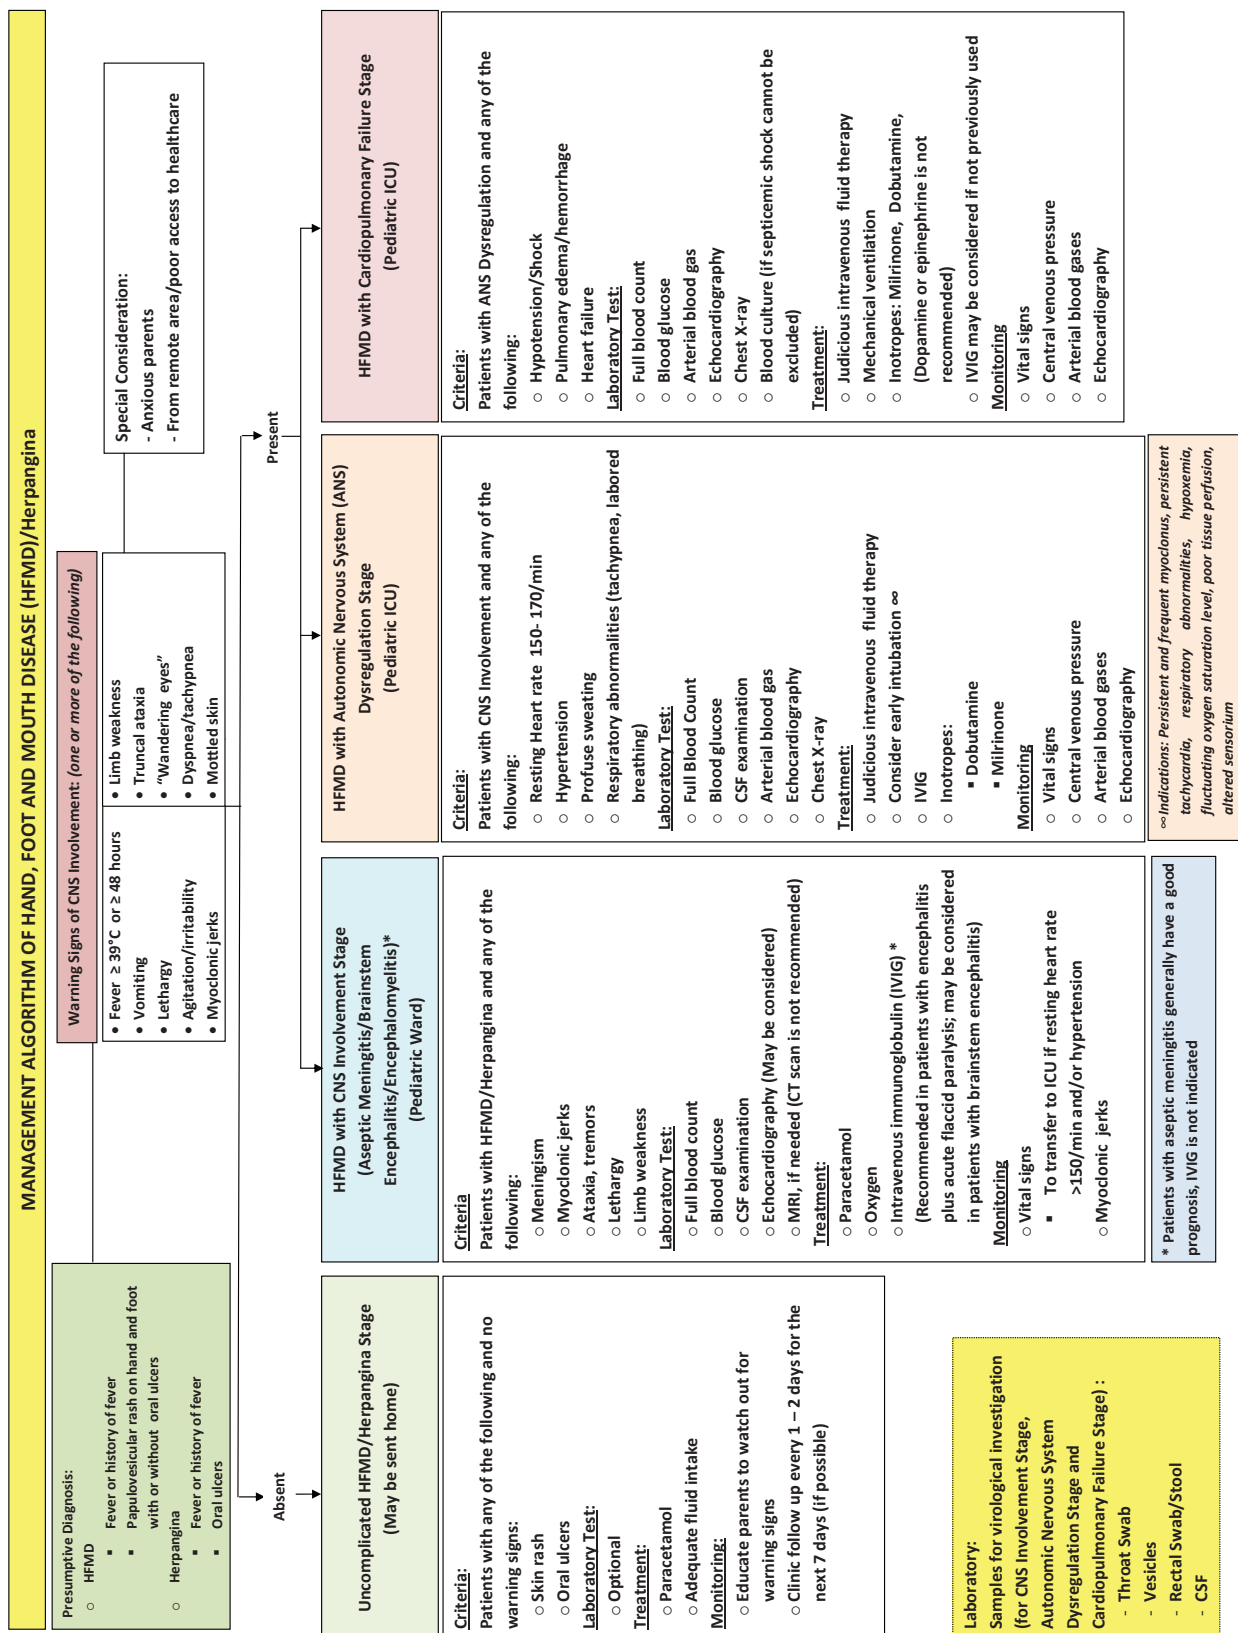 MANAGEMENT ALGORITHM OF HAND, FOOT AND MOUTH DISEASE (HFMD)/Herpangina
Presumptive Diagnosis:
○ HFMD
▪ Fever or history of fever
▪ Papulovesicular rash on hand and foot
with or without oral ulcers
○ Herpangina
▪ Fever or history of fever
▪ Oral ulcers
Warning Signs of CNS Involvement: (one or more of the following)
• Fever ≥ 39°C or ≥ 48 hours
• Vomiting
• Lethargy
• Agitation/irritability
• Myoclonic jerks
• Limb weakness
• Truncal ataxia
• "Wandering eyes"
• Dyspnea/tachypnea
• Mottled skin
Special Consideration:
- Anxious parents
- From remote area/poor access to healthcare
Absent
Present
Uncomplicated HFMD/Herpangina Stage
(May be sent home)
Criteria:
Patients with any of the following and no
warning signs:
○ Skin rash
○ Oral ulcers
Laboratory Test:
○ Optional
Treatment:
○ Paracetamol
○ Adequate fluid intake
Monitoring:
○ Educate parents to watch out for
warning signs
○ Clinic follow up every 1 – 2 days for the
next 7 days (if possible)
HFMD with CNS Involvement Stage
(Aseptic Meningitis/Brainstem
Encephalitis/Encephalomyelitis)*
(Pediatric Ward)
Criteria
Patients with HFMD/Herpangina and any of the
following:
○ Meningism
○ Myoclonic jerks
○ Ataxia, tremors
○ Lethargy
○ Limb weakness
Laboratory Test:
○ Full blood count
○ Blood glucose
○ CSF examination
○ Echocardiography (May be considered)
○ MRI, if needed (CT scan is not recommended)
Treatment:
○ Paracetamol
○ Oxygen
○ Intravenous immunoglobulin (IVIG) *
(Recommended in patients with encephalitis
plus acute flaccid paralysis; may be considered
in patients with brainstem encephalitis)
Monitoring
○ Vital signs
▪ To transfer to ICU if resting heart rate
>150/min and/or hypertension
○ Myoclonic jerks
* Patients with aseptic meningitis generally have a good
prognosis, IVIG is not indicated
HFMD with Autonomic Nervous System (ANS)
Dysregulation Stage
(Pediatric ICU)
Criteria:
Patients with CNS Involvement and any of the
following:
○ Resting Heart rate 150- 170/min
○ Hypertension
○ Profuse sweating
○ Respiratory abnormalities (tachypnea, labored
breathing)
Laboratory Test:
○ Full Blood Count
○ Blood glucose
○ CSF examination
○ Arterial blood gas
○ Echocardiography
○ Chest X-ray
Treatment:
○ Judicious intravenous fluid therapy
○ Consider early intubation ∞
○ IVIG
○ Inotropes:
▪ Dobutamine
▪ Milrinone
Monitoring
○ Vital signs
○ Central venous pressure
○ Arterial blood gases
○ Echocardiography
∞ Indications: Persistent and frequent myoclonus, persistent
tachycardia, respiratory abnormalities, hypoxemia,
fluctuating oxygen saturation level, poor tissue perfusion,
altered sensorium
HFMD with Cardiopulmonary Failure Stage
(Pediatric ICU)
Criteria:
Patients with ANS Dysregulation and any of the
following:
○ Hypotension/Shock
○ Pulmonary edema/hemorrhage
○ Heart failure
Laboratory Test:
○ Full blood count
○ Blood glucose
○ Arterial blood gas
○ Echocardiography
○ Chest X-ray
○ Blood culture (if septicemic shock cannot be
excluded)
Treatment:
○ Judicious intravenous fluid therapy
○ Mechanical ventilation
○ Inotropes: Milrinone, Dobutamine,
(Dopamine or epinephrine is not
recommended)
○ IVIG may be considered if not previously used
Monitoring
○ Vital signs
○ Central venous pressure
○ Arterial blood gases
○ Echocardiography
Laboratory:
Samples for virological investigation
(for CNS Involvement Stage,
Autonomic Nervous System
Dysregulation Stage and
Cardiopulmonary Failure Stage) :
- Throat Swab
- Vesicles
- Rectal Swab/Stool
- CSF